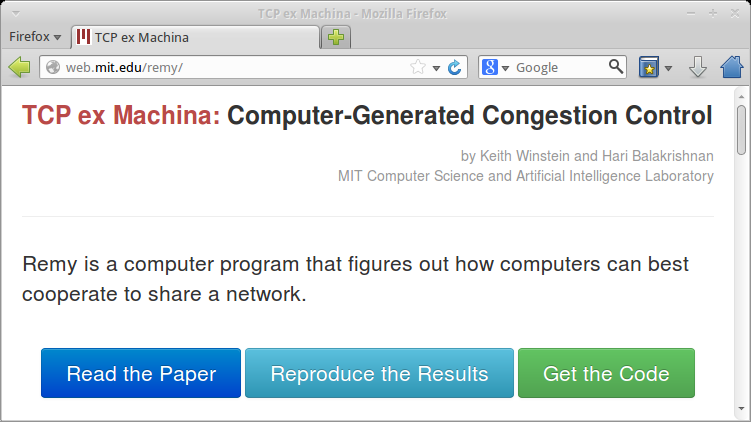 TCP ex Machina - Mozilla Firefox
Firefox
TCP ex Machina
web.mit.edu/remy/
Google
TCP ex Machina: Computer-Generated Congestion Control
by Keith Winstein and Hari Balakrishnan
MIT Computer Science and Artificial Intelligence Laboratory
Remy is a computer program that figures out how computers can best
cooperate to share a network.
Read the Paper
Reproduce the Results
Get the Code